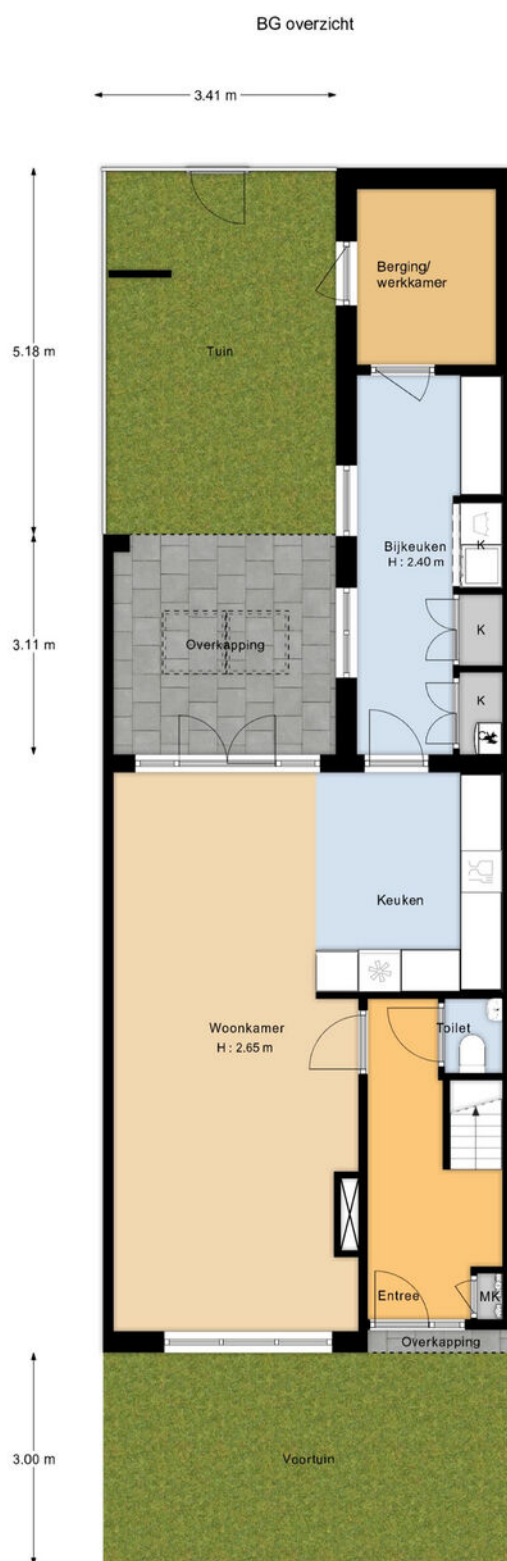 BG overzicht
3.41 m
Berging/
werkkamer
5.18 m
Tuin
Bijkeuken
H : 2.40 m
K
3.11 m
Overkapping
K
K
CV
Keuken
Woonkamer
H : 2.65 m
Toilet
Entree
MK
Overkapping
3.00 m
Voortuin